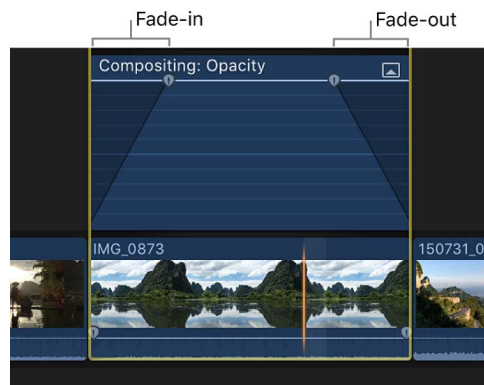 Fade-in
Fade-out
Compositing: Opacity
IMG_0873
150731_0